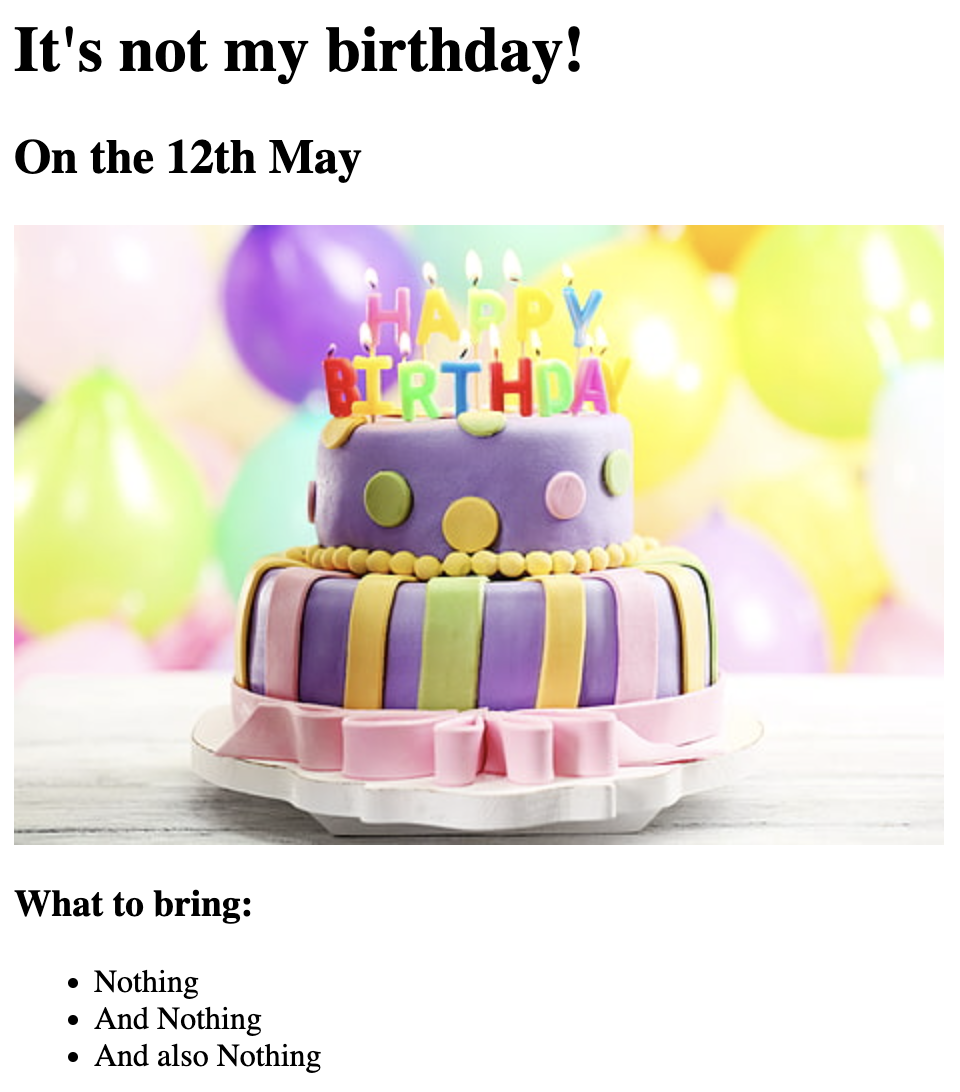 It's not my birthday!
On the 12th May
HAPPY
BIRTHDAY
What to bring:
Nothing
And Nothing
And also Nothing